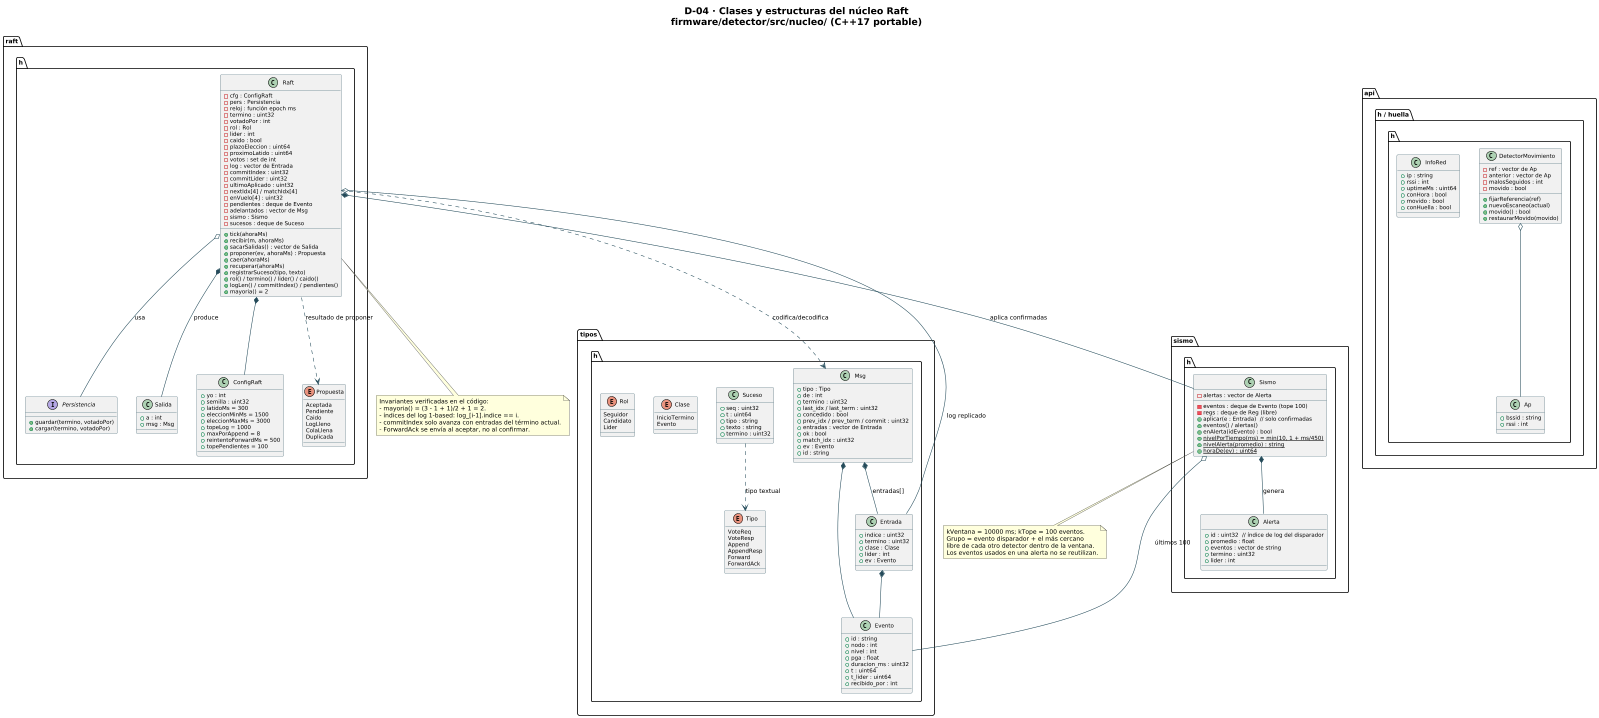 D-04 · Clases y estructuras del núcleo Raft
firmware/detector/src/nucleo/ (C++17 portable)
raft
h
C Raft
cfg : ConfigRaft
pers : Persistencia
reloj : función epoch ms
termino : uint32
votadoPor : int
rol : Rol
lider : int
caido : bool
plazoEleccion : uint64
proximoLatido : uint64
votos : set de int
log : vector de Entrada
commitIndex : uint32
commitLider : uint32
ultimoAplicado : uint32
nextIdx[4] / matchIdx[4]
enVuelo[4] : uint32
pendientes : deque de Evento
adelantados : vector de Msg
sismo : Sismo
sucesos : deque de Suceso
tick(ahoraMs)
recibir(m, ahoraMs)
sacarSalidas() : vector de Salida
proponer(ev, ahoraMs) : Propuesta
caer(ahoraMs)
recuperar(ahoraMs)
registrarSuceso(tipo, texto)
rol() / termino() / lider() / caido()
logLen() / commitIndex() / pendientes()
mayoria() = 2
usa
produce
resultado de proponer
I Persistencia
guardar(termino, votadoPor)
cargar(termino, votadoPor)
C Salida
a : int
msg : Msg
C ConfigRaft
yo : int
semilla : uint32
latidoMs = 300
eleccionMinMs = 1500
eleccionMaxMs = 3000
topeLog = 1000
maxPorAppend = 8
reintentoForwardMs = 500
topePendientes = 100
E Propuesta
Aceptada
Pendiente
Caido
LogLleno
ColaLlena
Duplicada
Invariantes verificadas en el código:
- mayoria() = (3 - 1 + 1)/2 + 1 = 2.
- índices del log 1-based: log_[i-1].indice == i.
- commitIndex solo avanza con entradas del término actual.
- ForwardAck se envía al aceptar, no al confirmar.
codifica/decodifica
aplica confirmadas
log replicado
tipos
h
E Rol
Seguidor
Candidato
Lider
E Clase
InicioTermino
Evento
C Suceso
seq : uint32
t : uint64
tipo : string
texto : string
termino : uint32
C Msg
tipo : Tipo
de : int
termino : uint32
last_idx / last_term : uint32
concedido : bool
prev_idx / prev_term / commit : uint32
entradas : vector de Entrada
ok : bool
match_idx : uint32
ev : Evento
id : string
tipo textual
entradas[]
E Tipo
VoteReq
VoteResp
Append
AppendResp
Forward
ForwardAck
C Entrada
indice : uint32
termino : uint32
clase : Clase
lider : int
ev : Evento
C Evento
id : string
nodo : int
nivel : int
pga : float
duracion_ms : uint32
t : uint64
t_lider : uint64
recibido_por : int
kVentana = 10000 ms; kTope = 100 eventos.
Grupo = evento disparador + el más cercano
libre de cada otro detector dentro de la ventana.
Los eventos usados en una alerta no se reutilizan.
últimos 100
sismo
h
C Sismo
alertas : vector de Alerta
eventos : deque de Evento (tope 100)
regs : deque de Reg {libre}
aplicar(e : Entrada) // solo confirmadas
eventos() / alertas()
enAlerta(idEvento) : bool
nivelPorTiempo(ms) = min(10, 1 + ms/450)
nivelAlerta(promedio) : string
horaDe(ev) : uint64
genera
C Alerta
id : uint32 // índice de log del disparador
promedio : float
eventos : vector de string
termino : uint32
lider : int
api
h / huella
h
C InfoRed
ip : string
rssi : int
uptimeMs : uint64
conHora : bool
movido : bool
conHuella : bool
C DetectorMovimiento
ref : vector de Ap
anterior : vector de Ap
malosSeguidos : int
movido : bool
fijarReferencia(ref)
nuevoEscaneo(actual)
movido() : bool
restaurarMovido(movido)
C Ap
bssid : string
rssi : int